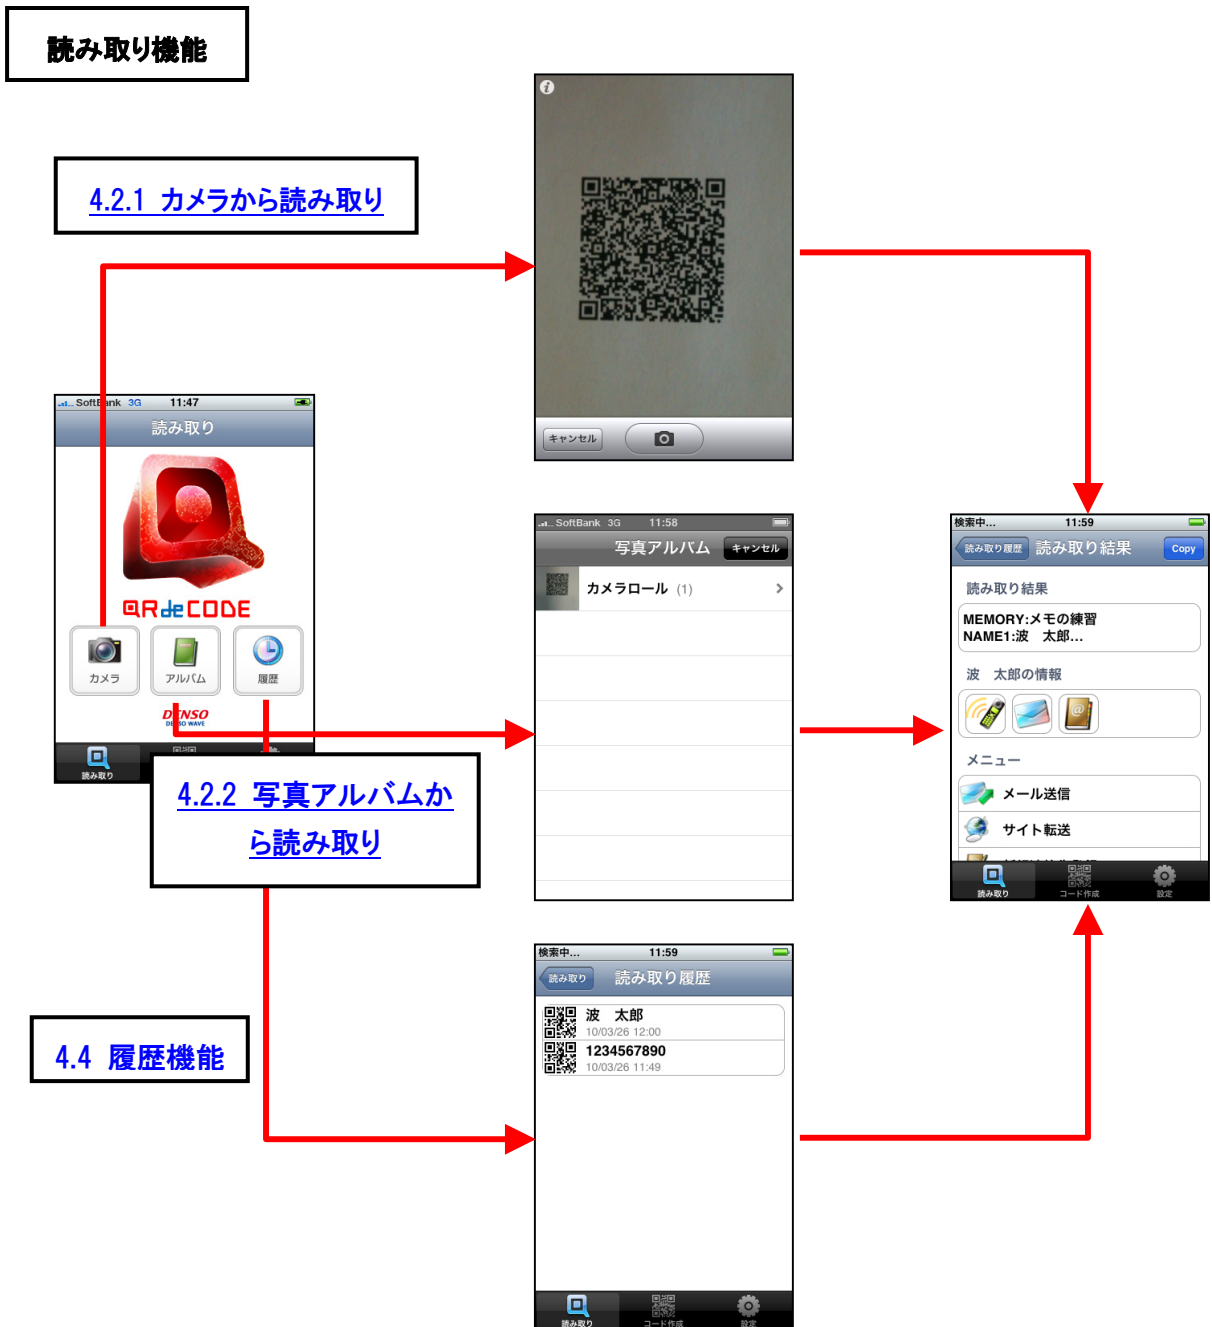 読み取り機能
4.2.1 カメラから読み取り
キャンセル
SoftBank 3G 11:47
読み取り
QRdeCODE
カメラ アルバム 履歴
DENSO
DENSO WAVE
読み取り
4.2.2 写真アルバムか
ら読み取り
SoftBank 3G 11:58
写真アルバム キャンセル
カメラロール (1)
検索中... 11:59
読み取り履歴 読み取り結果 Copy
読み取り結果
MEMORY:メモの練習
NAME1:波 太郎...
波 太郎の情報
メニュー
メール送信
サイト転送
読み取り コード作成 設定
4.4 履歴機能
検索中... 11:59
読み取り 読み取り履歴
波 太郎
10/03/26 12:00
1234567890
10/03/26 11:49
読み取り コード作成 設定